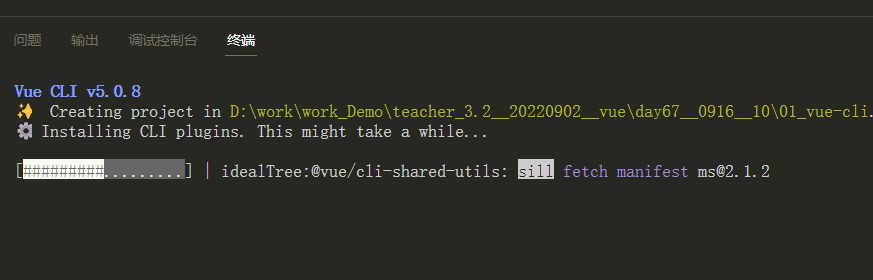 问题 输出 调试控制台 终端
Vue CLI v5.0.8
✨ Creating project in D:\work\work_Demo\teacher_3.2__20220902__vue\day67__0916__10\01_vue-cli.
⚙ Installing CLI plugins. This might take a while...
[#########.........] | idealTree:@vue/cli-shared-utils: sill fetch manifest ms@2.1.2